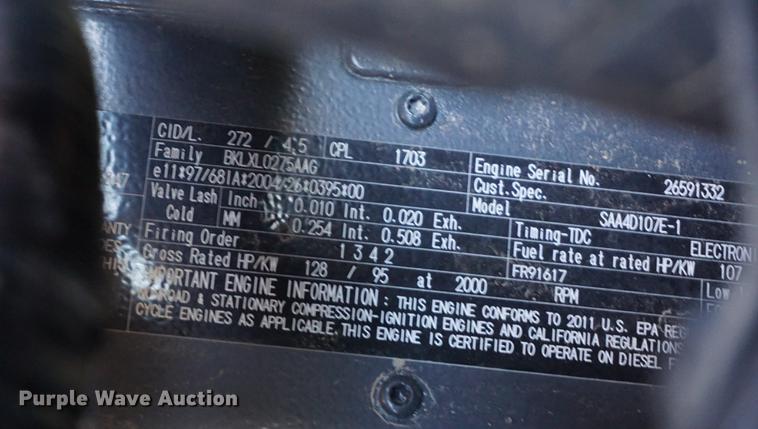 CID/L. 272 / 4.5 CPL 1703 Engine Serial No. 26591332
Family BKLXL0275AAG Cust.Spec.
e11*97/68IA*2004/26*0395*00 Model SAA4D107E-1
Valve Lash Inch 0.010 Int. 0.020 Exh. Timing-TDC ELECTRON
Cold MM 0.254 Int. 0.508 Exh. Fuel rate at rated HP/KW 107
Firing Order 1 3 4 2 FR91617 Low
Gross Rated HP/KW 128 / 95 at 2000 RPM
IMPORTANT ENGINE INFORMATION : THIS ENGINE CONFORMS TO 2011 U.S. EPA REG
& STATIONARY COMPRESSION-IGNITION ENGINES AND CALIFORNIA REGULATIONS
CYCLE ENGINES AS APPLICABLE. THIS ENGINE IS CERTIFIED TO OPERATE ON DIESEL F
Purple Wave Auction